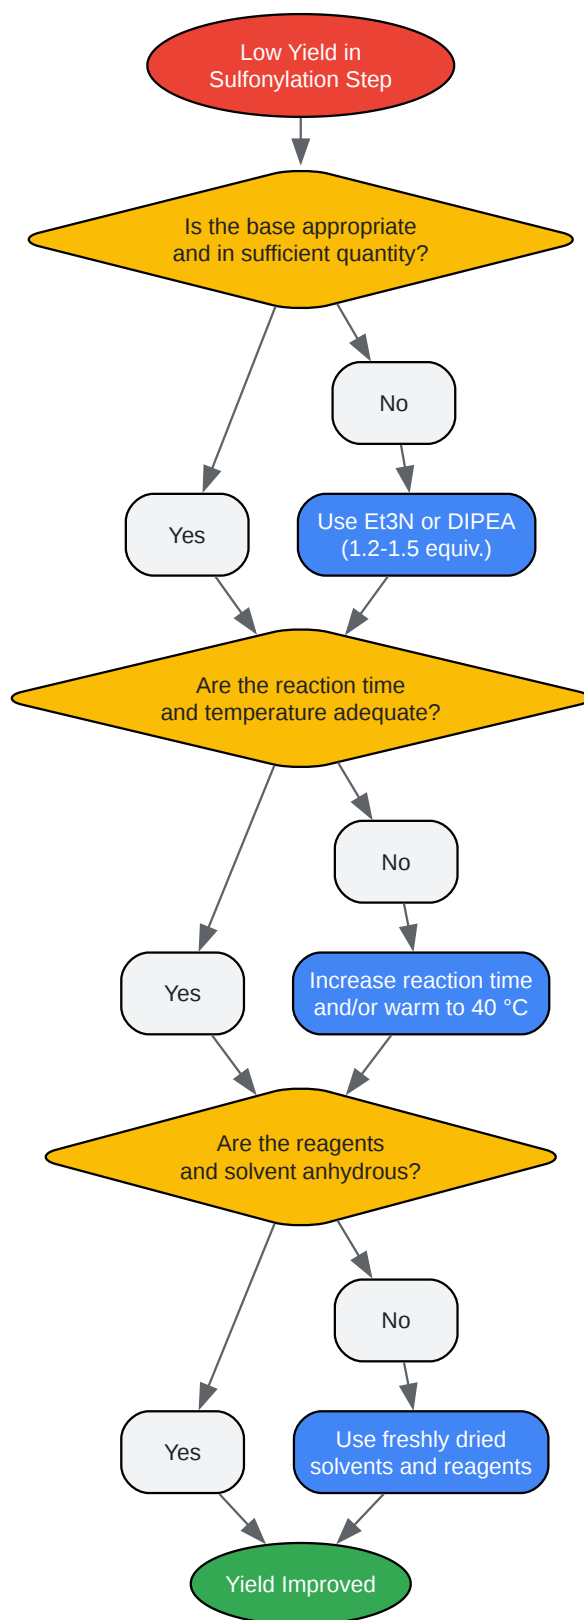 Low Yield in
Sulfonylation Step
Is the base appropriate
and in sufficient quantity?
No
Yes
Use Et3N or DIPEA
(1.2-1.5 equiv.)
Are the reaction time
and temperature adequate?
No
Yes
Increase reaction time
and/or warm to 40 °C
Are the reagents
and solvent anhydrous?
No
Yes
Use freshly dried
solvents and reagents
Yield Improved